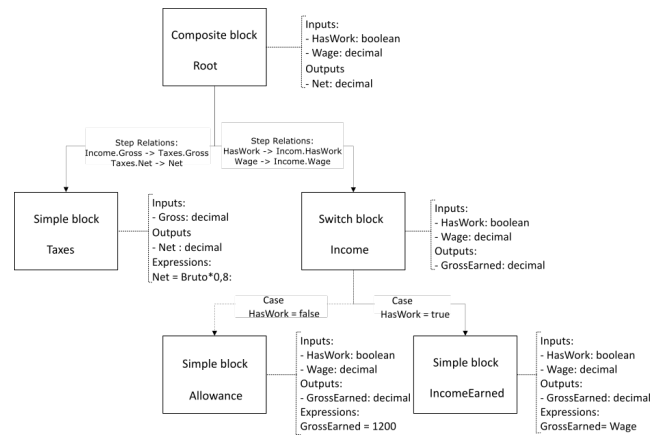 Composite block
Root
Inputs:
- HasWork: boolean
- Wage: decimal
Outputs
- Net: decimal
Step Relations:
Income.Gross -> Taxes.Gross
Taxes.Net -> Net
Step Relations:
HasWork -> Incom.HasWork
Wage -> Income.Wage
Simple block
Taxes
Inputs:
- Gross: decimal
Outputs
- Net : decimal
Expressions:
Net = Bruto*0,8:
Switch block
Income
Inputs:
- HasWork: boolean
- Wage: decimal
Outputs:
- GrossEarned: decimal
Case
HasWork = false
Case
HasWork = true
Simple block
Allowance
Inputs:
- HasWork: boolean
- Wage: decimal
Outputs:
- GrossEarned: decimal
Expressions:
GrossEarned = 1200
Simple block
IncomeEarned
Inputs:
- HasWork: boolean
- Wage: decimal
Outputs:
- GrossEarned: decimal
Expressions:
GrossEarned= Wage